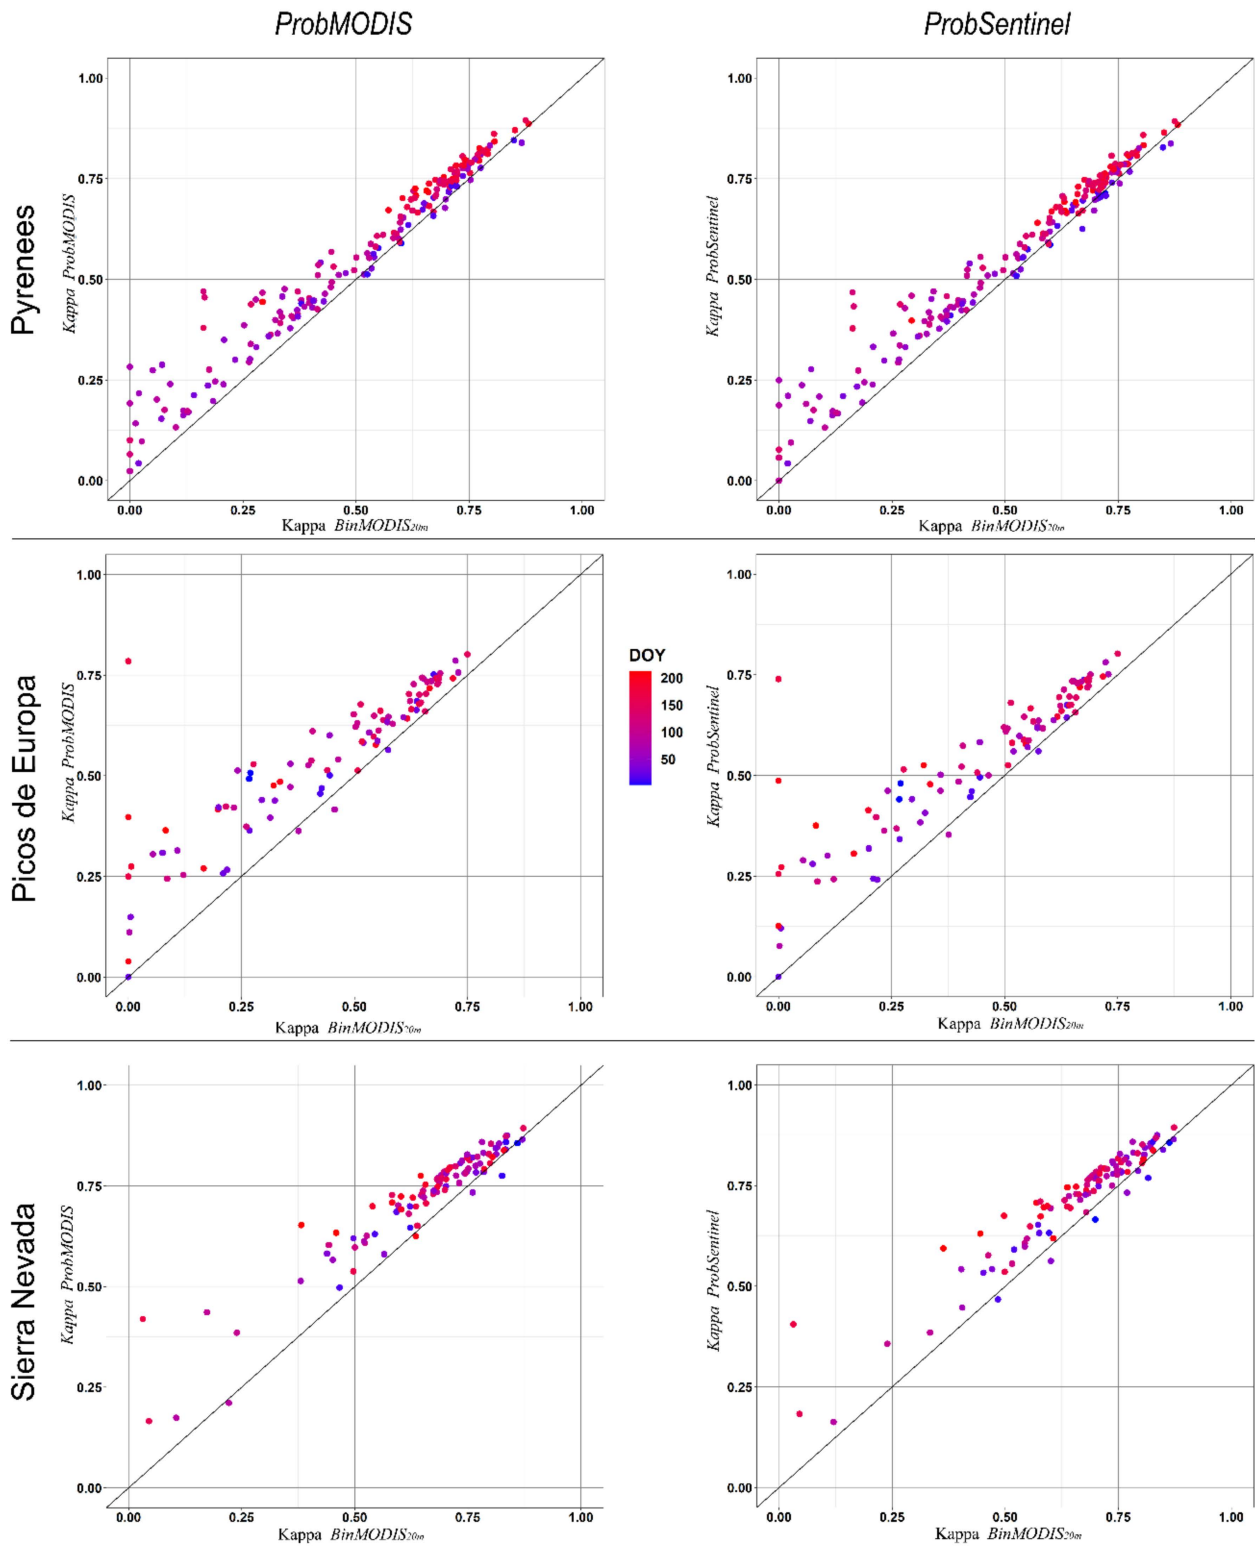 ProbMODIS
ProbSentinel
Pyrenees
Kappa ProbMODIS
1.00
0.75
0.50
0.25
0.00
0.00 0.25 0.50 0.75 1.00
Kappa BinMODIS20m
Kappa ProbSentinel
1.00
0.75
0.50
0.25
0.00
0.00 0.25 0.50 0.75 1.00
Kappa BinMODIS20m
Picos de Europa
Kappa ProbMODIS
1.00
0.75
0.50
0.25
0.00
0.00 0.25 0.50 0.75 1.00
Kappa BinMODIS20m
DOY
200
150
100
50
Kappa ProbSentinel
1.00
0.75
0.50
0.25
0.00
0.00 0.25 0.50 0.75 1.00
Kappa BinMODIS20m
Sierra Nevada
Kappa ProbMODIS
1.00
0.75
0.50
0.25
0.00
0.00 0.25 0.50 0.75 1.00
Kappa BinMODIS20m
Kappa ProbSentinel
1.00
0.75
0.50
0.25
0.00
0.00 0.25 0.50 0.75 1.00
Kappa BinMODIS20m